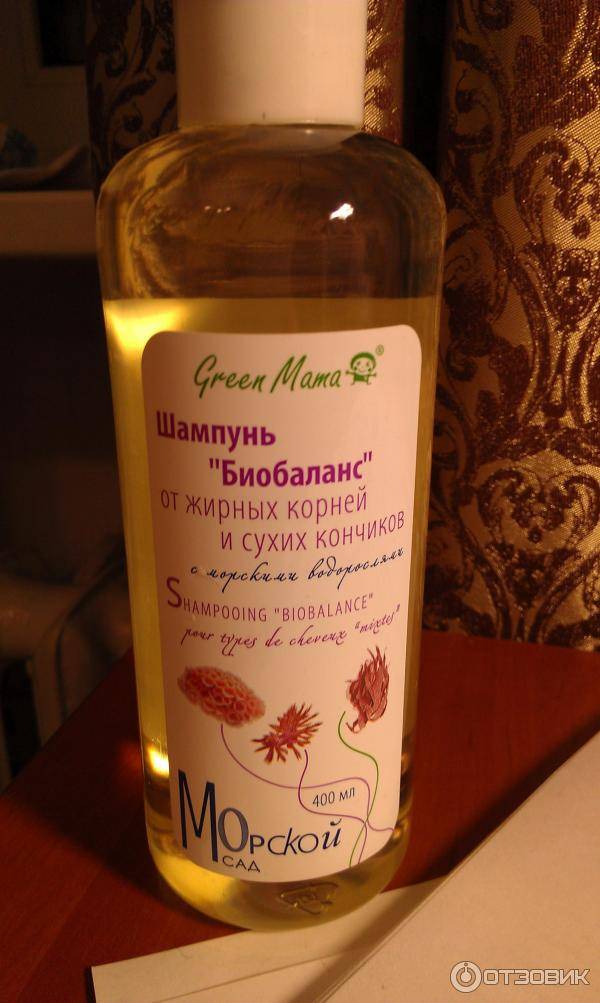 Green Mama®
Шампунь
"Биобаланс"
от жирных корней
и сухих кончиков
с морскими водорослями
SHAMPOOING "BIOBALANCE"
pour types de cheveux "mixtes"
400 мл
Морской
САД
ОТЗОВИК